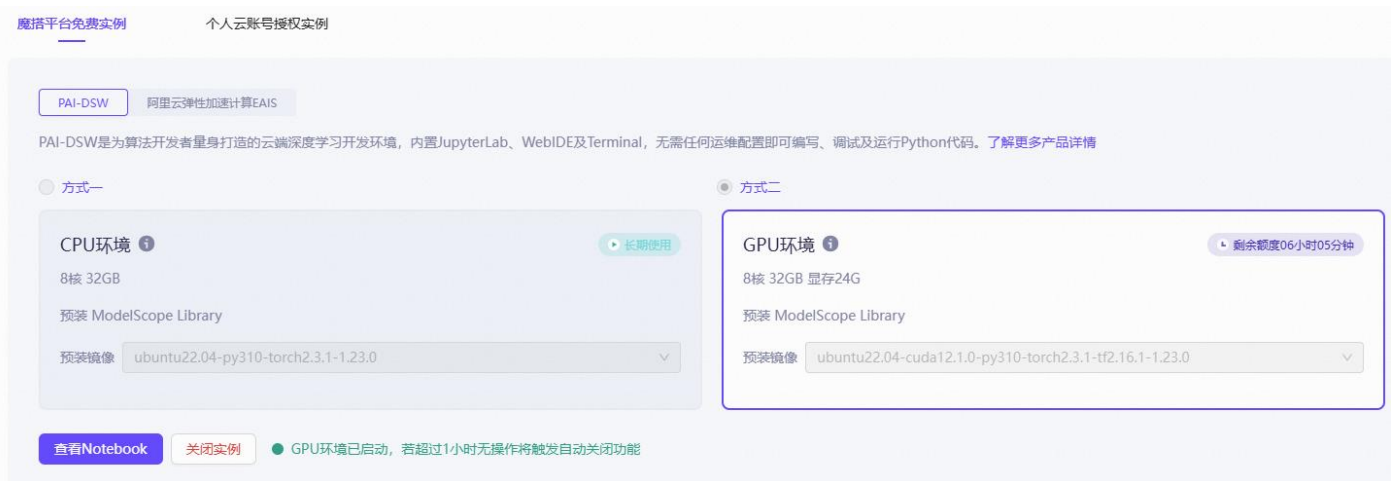 魔搭平台免费实例 个人云账号授权实例
PAI-DSW 阿里云弹性加速计算EAIS
PAI-DSW是为算法开发者量身打造的云端深度学习开发环境，内置JupyterLab、WebIDE及Terminal，无需任何运维配置即可编写、调试及运行Python代码。了解更多产品详情
方式一
CPU环境 长期使用
8核 32GB
预装 ModelScope Library
预装镜像 ubuntu22.04-py310-torch2.3.1-1.23.0
方式二
GPU环境 剩余额度06小时05分钟
8核 32GB 显存24G
预装 ModelScope Library
预装镜像 ubuntu22.04-cuda12.1.0-py310-torch2.3.1-tf2.16.1-1.23.0
查看Notebook 关闭实例 GPU环境已启动，若超过1小时无操作将触发自动关闭功能